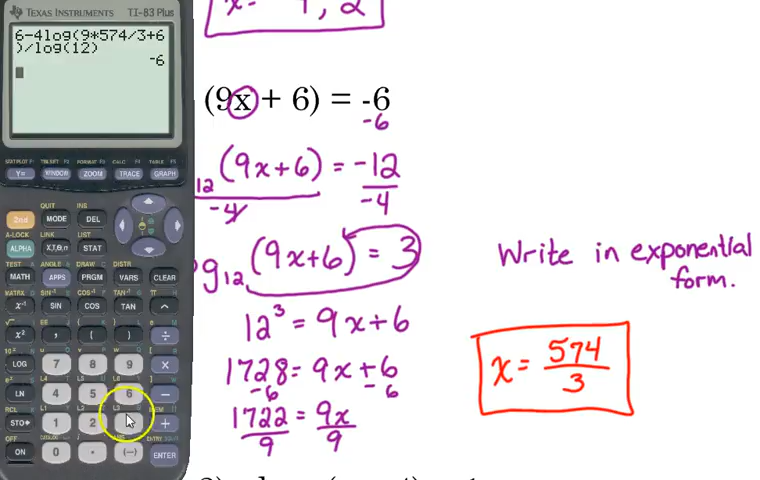 x = -4, 2
TEXAS INSTRUMENTS TI-83 Plus
6-4log(9*574/3+6
)/log(12)
-6
STAT PLOT F1 TBLSET F2 FORMAT F3 CALC F4 TABLE F5
Y= WINDOW ZOOM TRACE GRAPH
QUIT INS
2nd MODE DEL
A-LOCK LINK LIST
ALPHA X,T,θ,n STAT
TEST A ANGLE B DRAW C DISTR
MATH APPS PRGM VARS CLEAR
MATRIX D SIN⁻¹ E COS⁻¹ F TAN⁻¹ G π H
x⁻¹ SIN COS TAN ^
x² , ( ) ÷
LOG 7 8 9 X
LN 4 5 6 −
RCL
STO▸ 1 2 +
OFF ENTRY
ON 0 . (−) ENTER
(9x + 6) = -6
-6
12 (9x+6) = -12
-4 -4
g12 (9x+6) = 3
12³ = 9x+6
1728 = 9x+6
-6 -6
1722 = 9x
9 9
Write in exponential
form.
x = 574
3